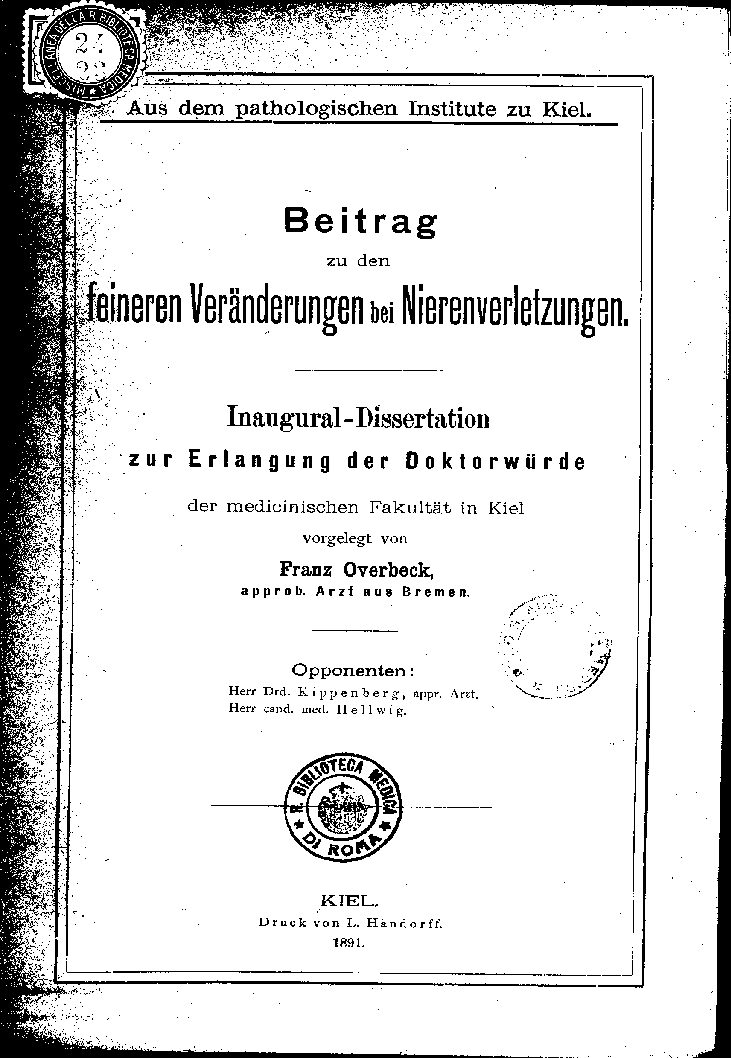 Aus dem pathologischen Institute zu Kiel.
Beitrag
zu den
feineren Veränderungen bei Nierenverletzungen.
Inaugural-Dissertation
zur Erlangung der Doktorwürde
der medicinischen Fakultät in Kiel
vorgelegt von
Franz Overbeck,
approb. Arzt aus Bremen.
Opponenten:
Herr Drd. Kippenberg, appr. Arzt.
Herr cand. med. Hellwig.
R. BIBLIOTECA MEDICA
DI ROMA
KIEL.
Druck von L. Handorff.
1891.